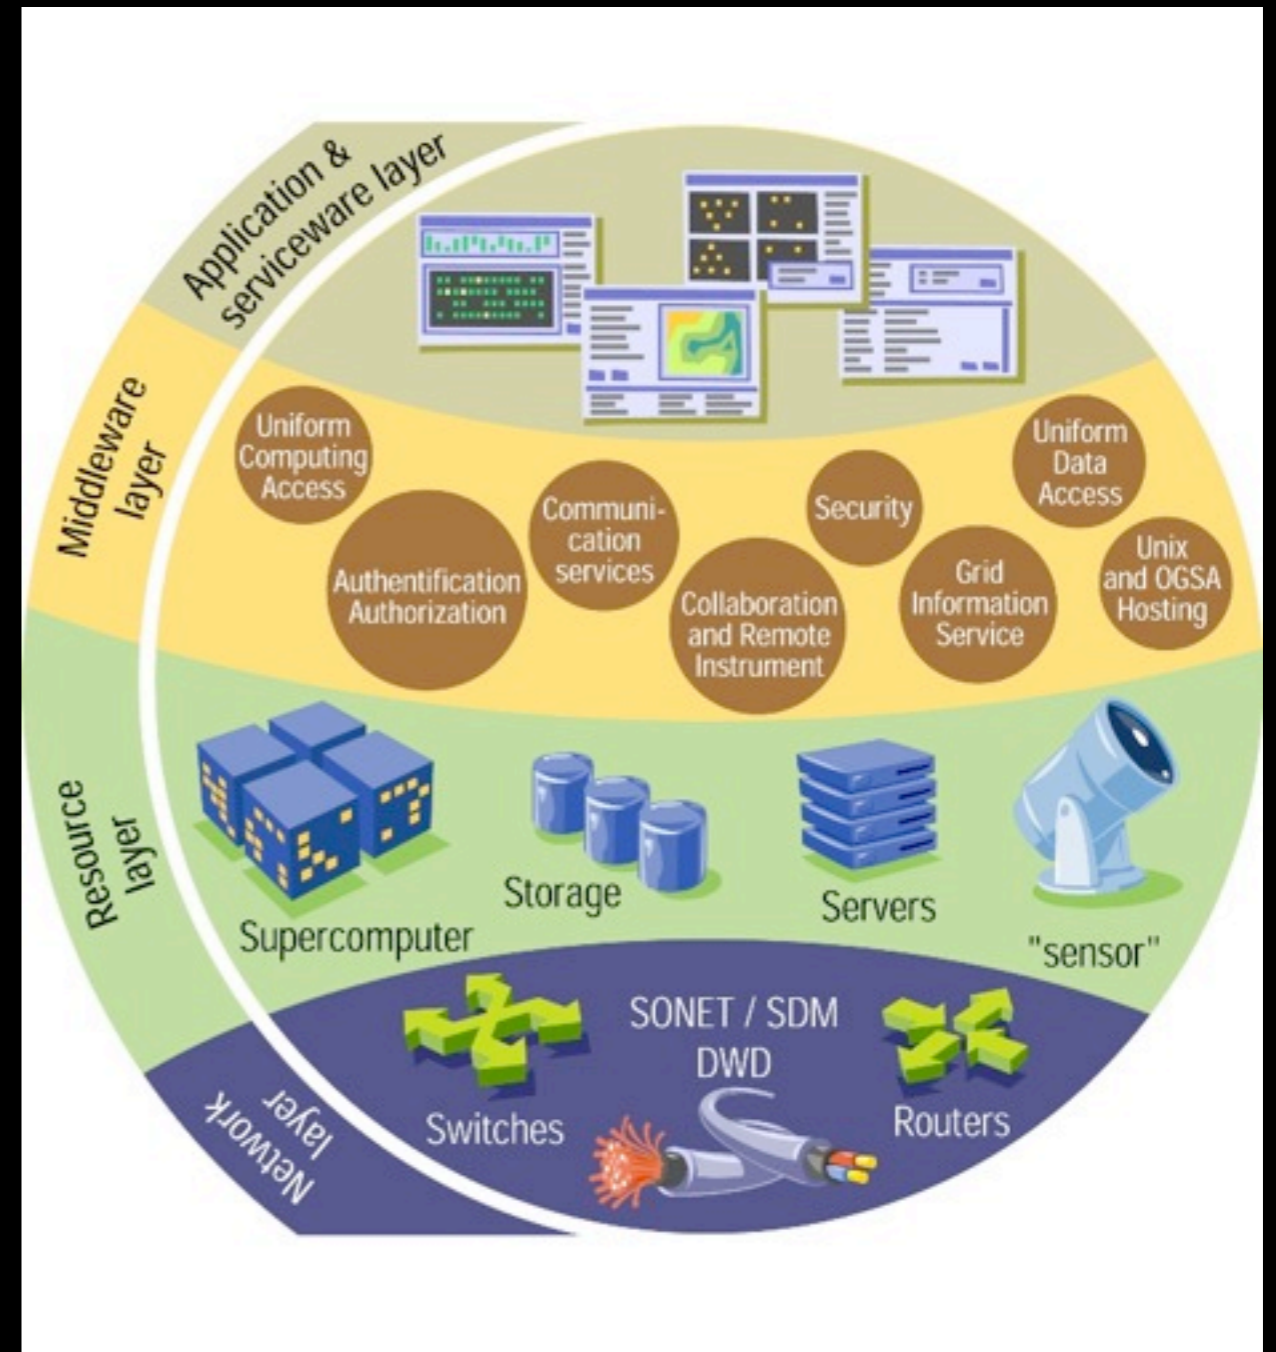 Application &
serviceware layer
Middleware
layer
Uniform
Computing
Access
Authentification
Authorization
Communi-
cation
services
Collaboration
and Remote
Instrument
Security
Grid
Information
Service
Uniform
Data
Access
Unix
and OGSA
Hosting
Resource
layer
Supercomputer
Storage
Servers
"sensor"
Network
layer
Switches
SONET / SDM
DWD
Routers